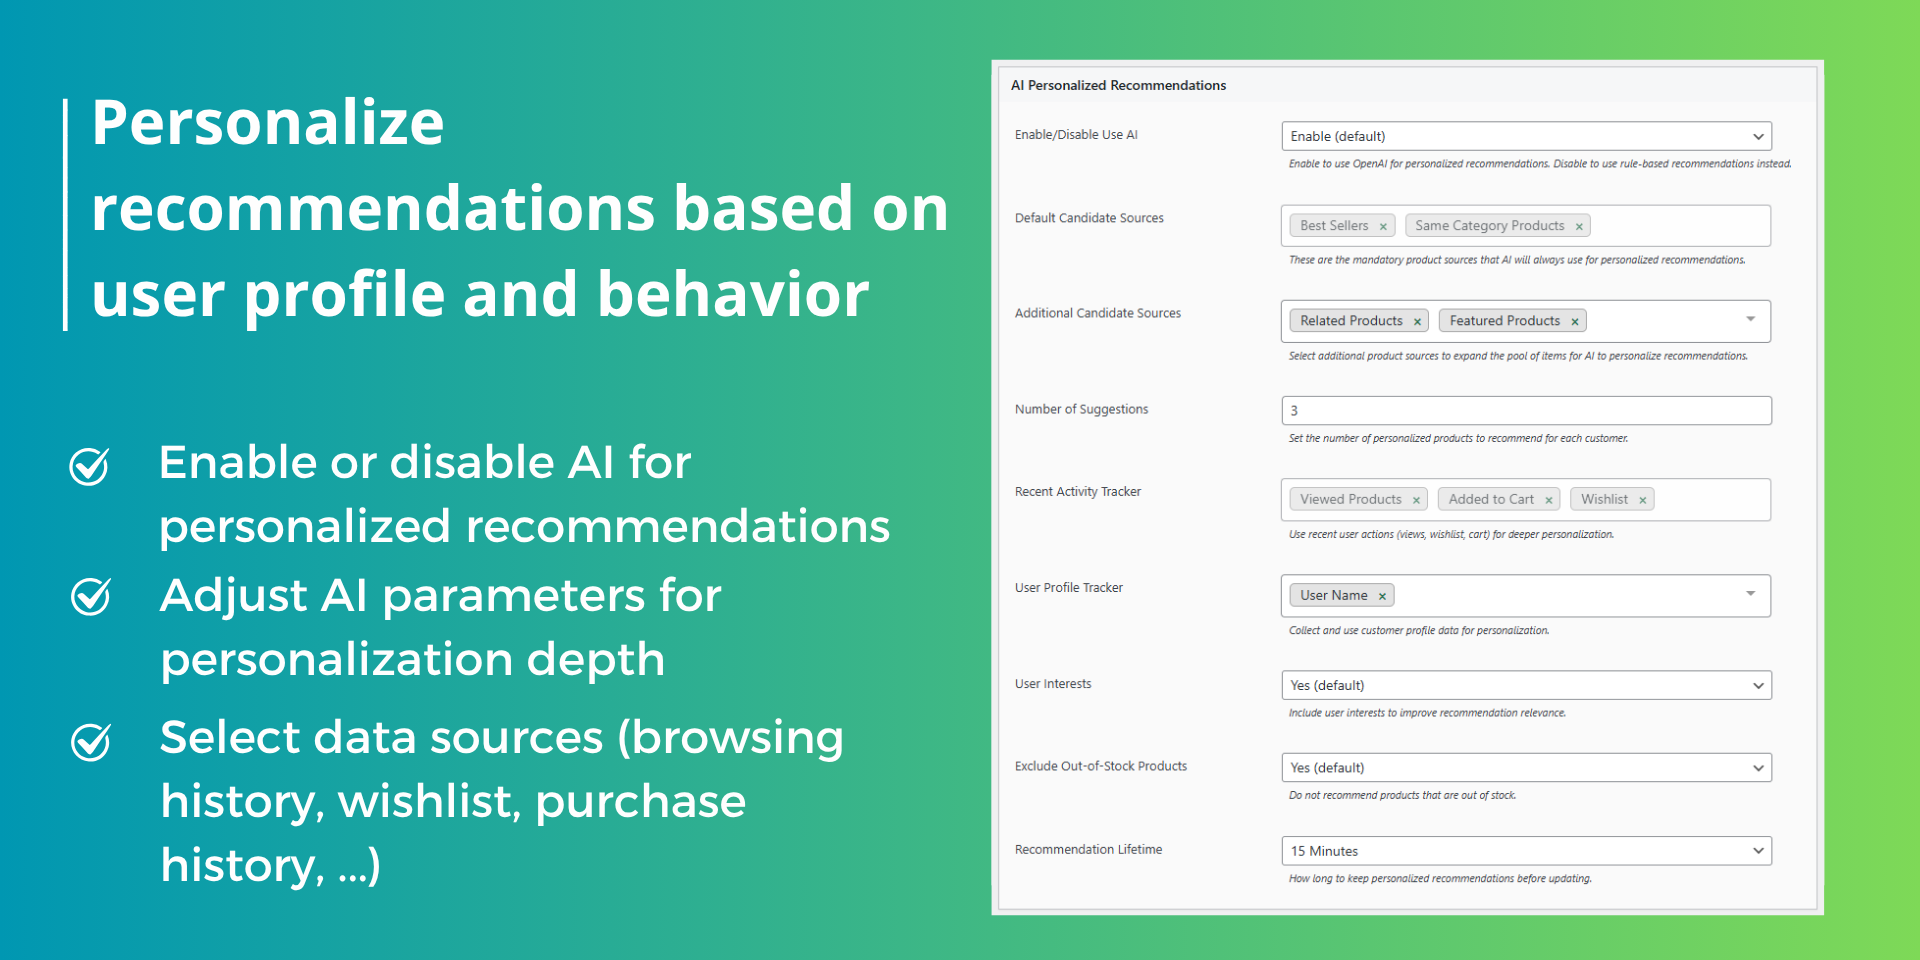 Personalize
recommendations based on
user profile and behavior
Enable or disable AI for
personalized recommendations
Adjust AI parameters for
personalization depth
Select data sources (browsing
history, wishlist, purchase
history, ...)
AI Personalized Recommendations
Enable/Disable Use AI
Enable (default)
Enable to use OpenAI for personalized recommendations. Disable to use rule-based recommendations instead.
Default Candidate Sources
Best Sellers × Same Category Products ×
These are the mandatory product sources that AI will always use for personalized recommendations.
Additional Candidate Sources
Related Products × Featured Products ×
Select additional product sources to expand the pool of items for AI to personalize recommendations.
Number of Suggestions
3
Set the number of personalized products to recommend for each customer.
Recent Activity Tracker
Viewed Products × Added to Cart × Wishlist ×
Use recent user actions (views, wishlist, cart) for deeper personalization.
User Profile Tracker
User Name ×
Collect and use customer profile data for personalization.
User Interests
Yes (default)
Include user interests to improve recommendation relevance.
Exclude Out-of-Stock Products
Yes (default)
Do not recommend products that are out of stock.
Recommendation Lifetime
15 Minutes
How long to keep personalized recommendations before updating.